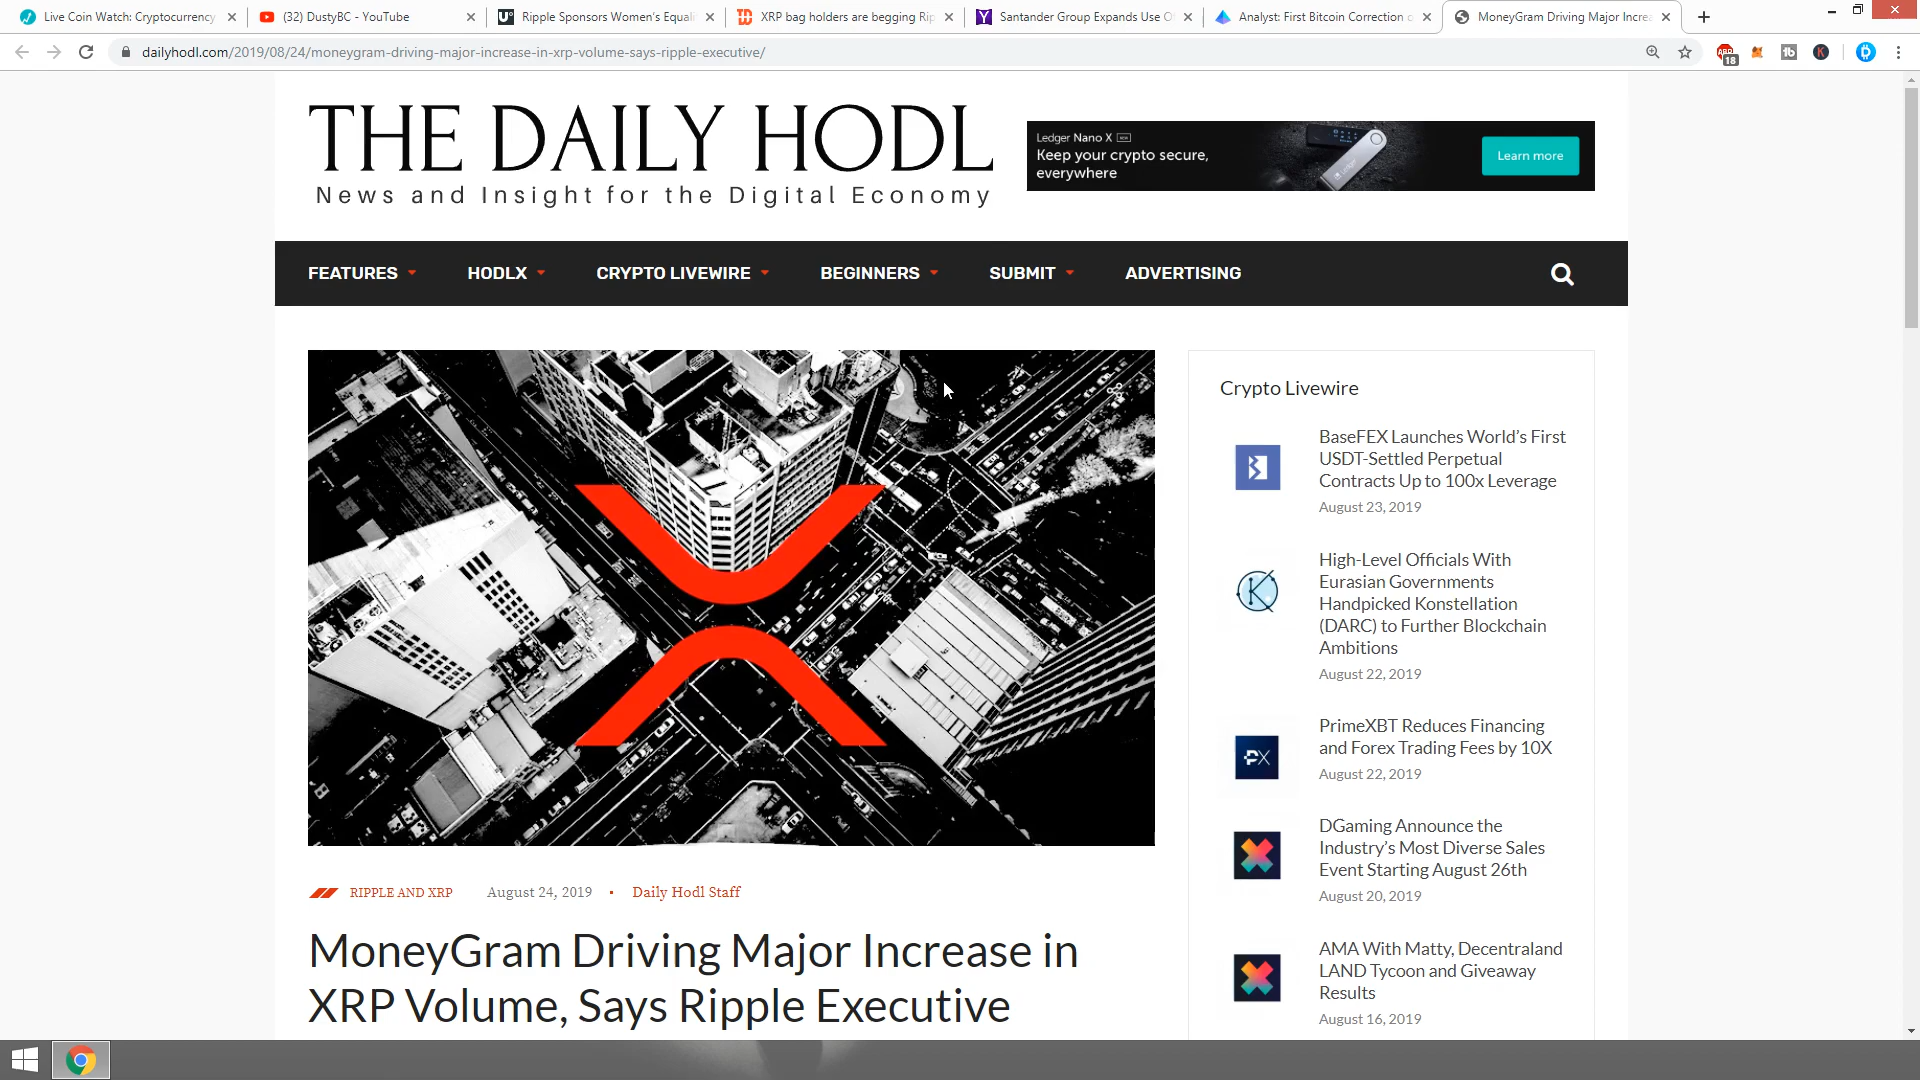 Live Coin Watch: Cryptocurrency
(32) DustyBC - YouTube
Ripple Sponsors Women's Equali
XRP bag holders are begging Rip
Santander Group Expands Use O
Analyst: First Bitcoin Correction o
MoneyGram Driving Major Increa
dailyhodl.com/2019/08/24/moneygram-driving-major-increase-in-xrp-volume-says-ripple-executive/
18
THE DAILY HODL
News and Insight for the Digital Economy
Ledger Nano X
Keep your crypto secure,
everywhere
Learn more
FEATURES
HODLX
CRYPTO LIVEWIRE
BEGINNERS
SUBMIT
ADVERTISING
RIPPLE AND XRP
August 24, 2019
Daily Hodl Staff
MoneyGram Driving Major Increase in
XRP Volume, Says Ripple Executive
Crypto Livewire
BaseFEX Launches World's First
USDT-Settled Perpetual
Contracts Up to 100x Leverage
August 23, 2019
High-Level Officials With
Eurasian Governments
Handpicked Konstellation
(DARC) to Further Blockchain
Ambitions
August 22, 2019
PX
PrimeXBT Reduces Financing
and Forex Trading Fees by 10X
August 22, 2019
DGaming Announce the
Industry's Most Diverse Sales
Event Starting August 26th
August 20, 2019
AMA With Matty, Decentraland
LAND Tycoon and Giveaway
Results
August 16, 2019